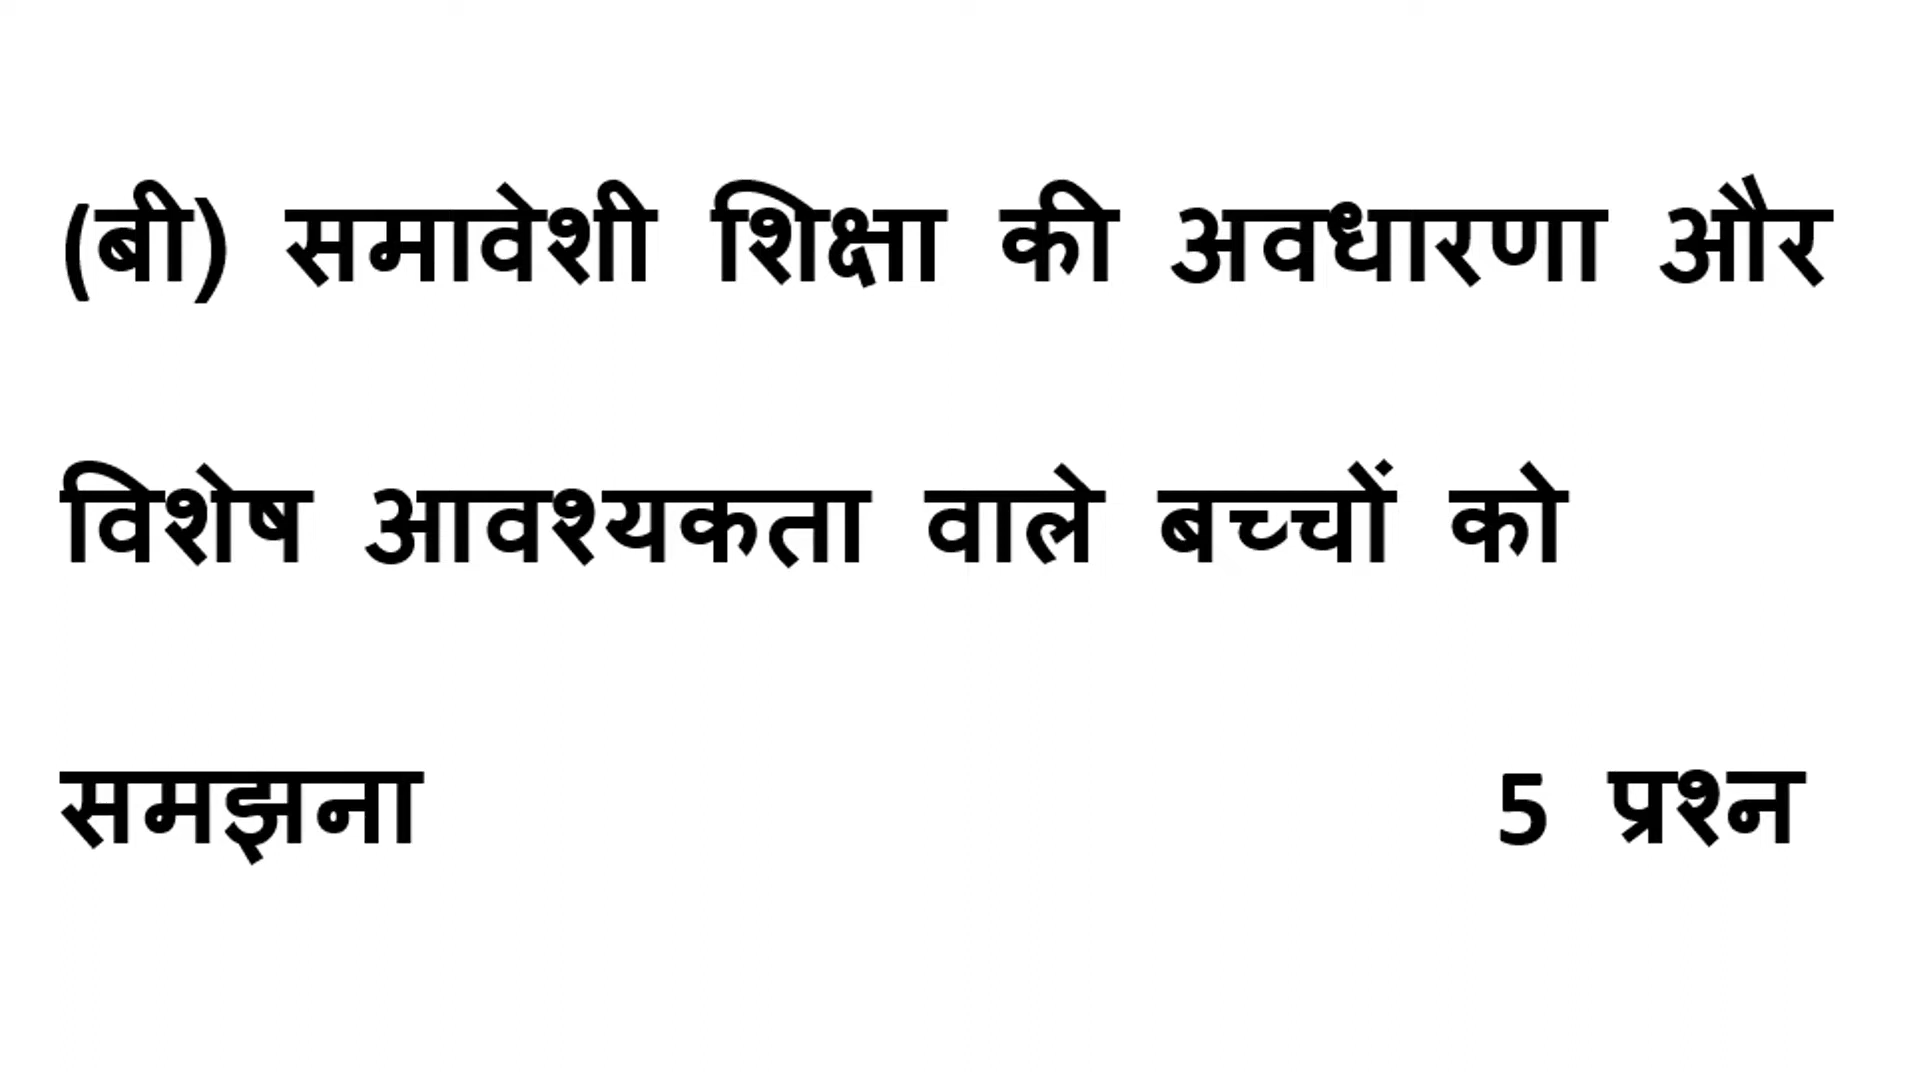 (बी) समावेशी शिक्षा की अवधारणा और
विशेष आवश्यकता वाले बच्चों को
समझना 5 प्रश्न